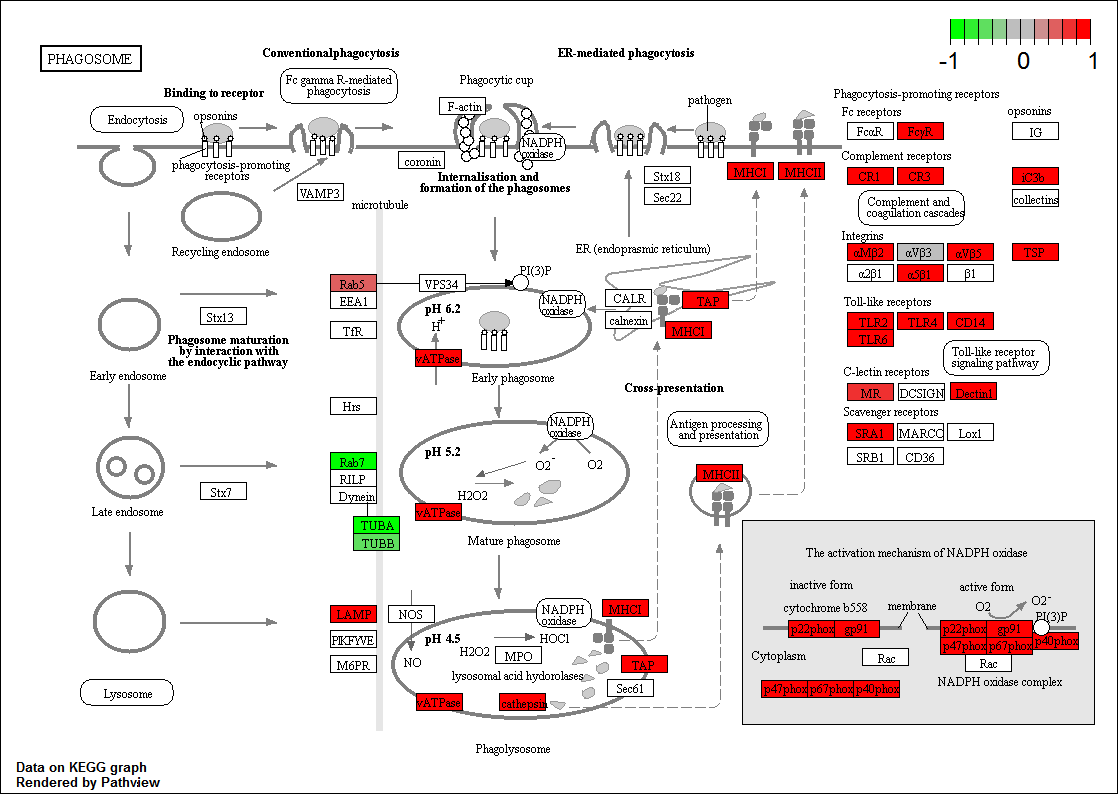 PHAGOSOME
Conventionalphagocytosis
ER-mediated phagocytosis
-1 0 1
Fc gamma R-mediated
phagocytosis
Phagocytic cup
Binding to receptor
Endocytosis
opsonins
F-actin
pathogen
NADPH
oxidase
coronin
phagocytosis-promoting
receptors
Internalisation and
formation of the phagosomes
VAMP3
microtubule
Recycling endosome
Stx18
Sec22
MHCI
MHCII
ER (endoprasmic reticulum)
Phagocytosis-promoting receptors
Fc receptors
opsonins
FcαR
FcγR
IG
Complement receptors
CR1
CR3
iC3b
collectins
Complement and
coagulation cascades
Integrins
αMβ2
αVβ3
αVβ5
TSP
α2β1
α5β1
β1
Toll-like receptors
TLR2
TLR4
CD14
TLR6
Toll-like receptor
signaling pathway
C-lectin receptors
MR
DCSIGN
Dectin1
Scavenger receptors
SRA1
MARCO
Lox1
SRB1
CD36
Rab5
EEA1
VPS34
PI(3)P
NADPH
oxidase
CALR
calnexin
TAP
MHCI
pH 6.2
H+
vATPase
Early phagosome
TfR
Stx13
Phagosome maturation
by interaction with
the endocyclic pathway
Early endosome
Cross-presentation
Hrs
NADPH
oxidase
Antigen processing
and presentation
pH 5.2
O2-
O2
H2O2
vATPase
Mature phagosome
MHCII
Rab7
RILP
Dynein
TUBA
TUBB
Stx7
Late endosome
LAMP
PIKFYVE
M6PR
NOS
NO
NADPH
oxidase
MHCI
pH 4.5
H2O2
HOCl
MPO
lysosomal acid hydorolases
TAP
Sec61
vATPase
cathepsin
Phagolysosome
Lysosome
The activation mechanism of NADPH oxidase
inactive form
active form
cytochrome b558
membrane
O2
O2-
PI(3)P
p22phox
gp91
p22phox
gp91
p47phox
p67phox
p40phox
Cytoplasm
Rac
Rac
p47phox
p67phox
p40phox
NADPH oxidase complex
Data on KEGG graph
Rendered by Pathview